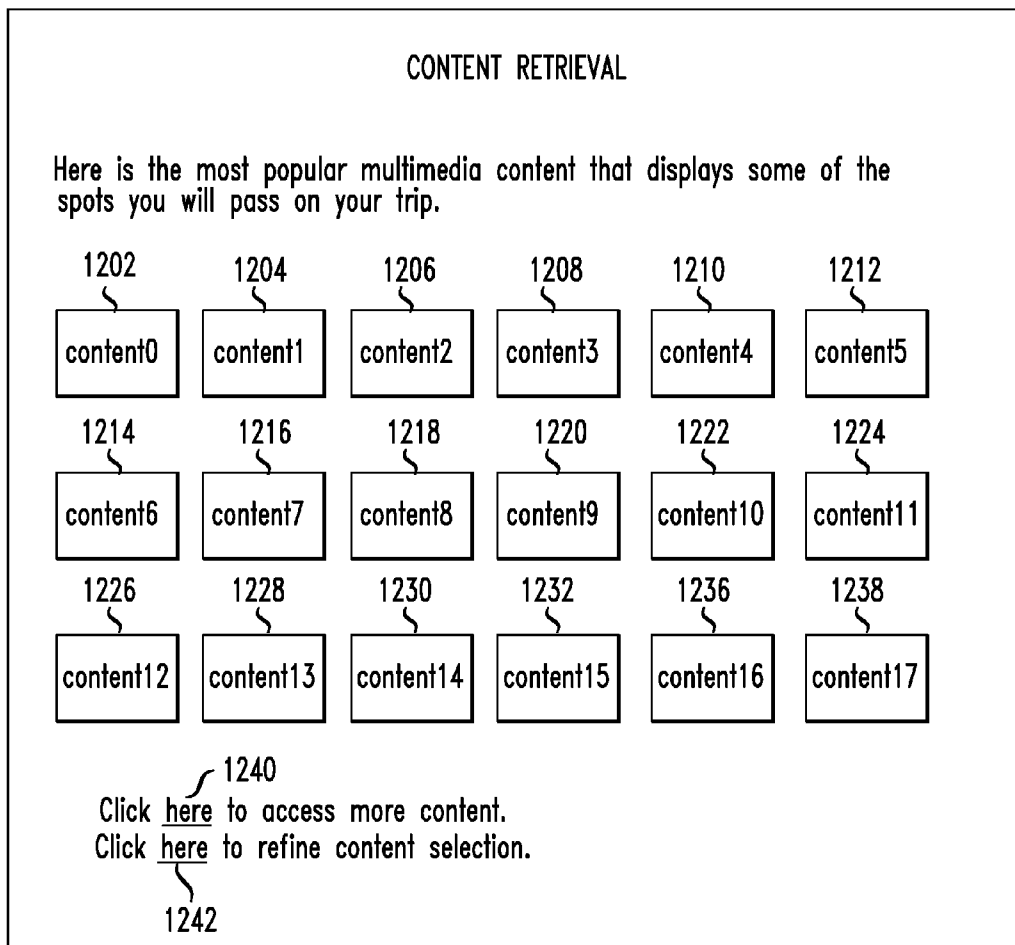 CONTENT RETRIEVAL
Here is the most popular multimedia content that displays some of the
spots you will pass on your trip.
1202 1204 1206 1208 1210 1212
content0 content1 content2 content3 content4 content5
1214 1216 1218 1220 1222 1224
content6 content7 content8 content9 content10 content11
1226 1228 1230 1232 1236 1238
content12 content13 content14 content15 content16 content17
1240
Click here to access more content.
Click here to refine content selection.
1242